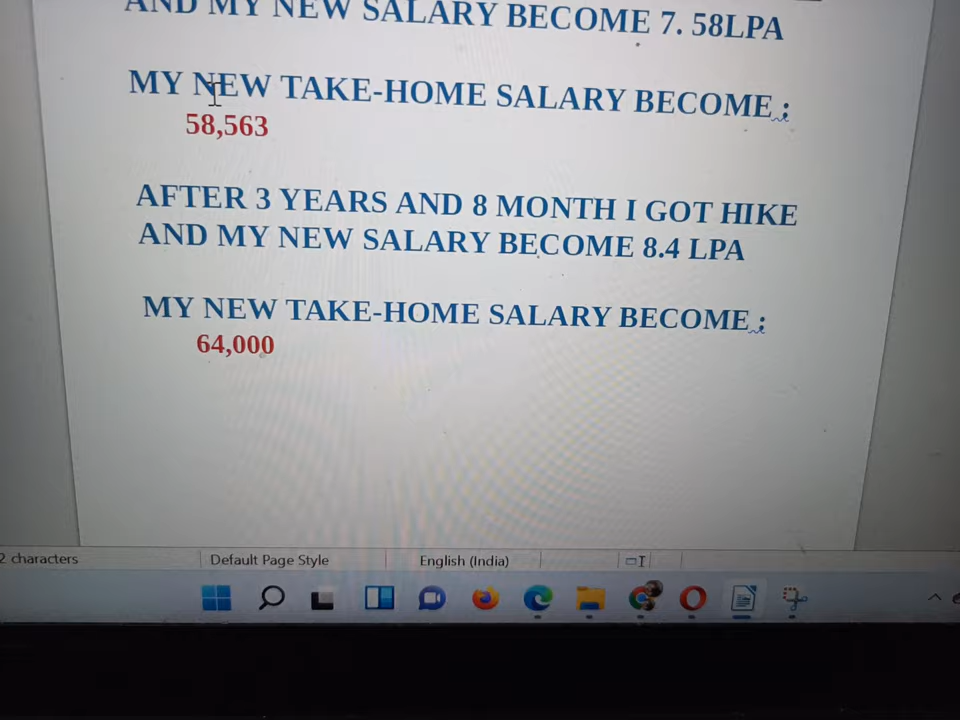 AND MY NEW SALARY BECOME 7. 58LPA
MY NEW TAKE-HOME SALARY BECOME :
58,563
AFTER 3 YEARS AND 8 MONTH I GOT HIKE
AND MY NEW SALARY BECOME 8.4 LPA
MY NEW TAKE-HOME SALARY BECOME :
64,000
2 characters Default Page Style English (India)